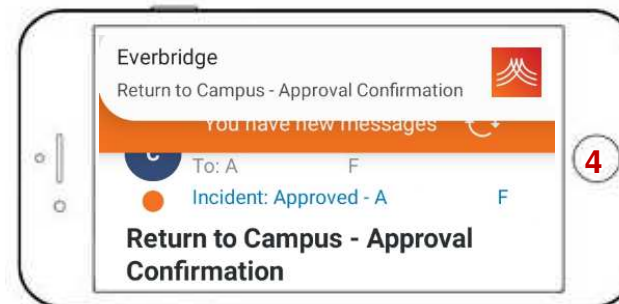 Everbridge
Return to Campus - Approval Confirmation
You have new messages
C
To: A F
Incident: Approved - A F
Return to Campus - Approval
Confirmation
4